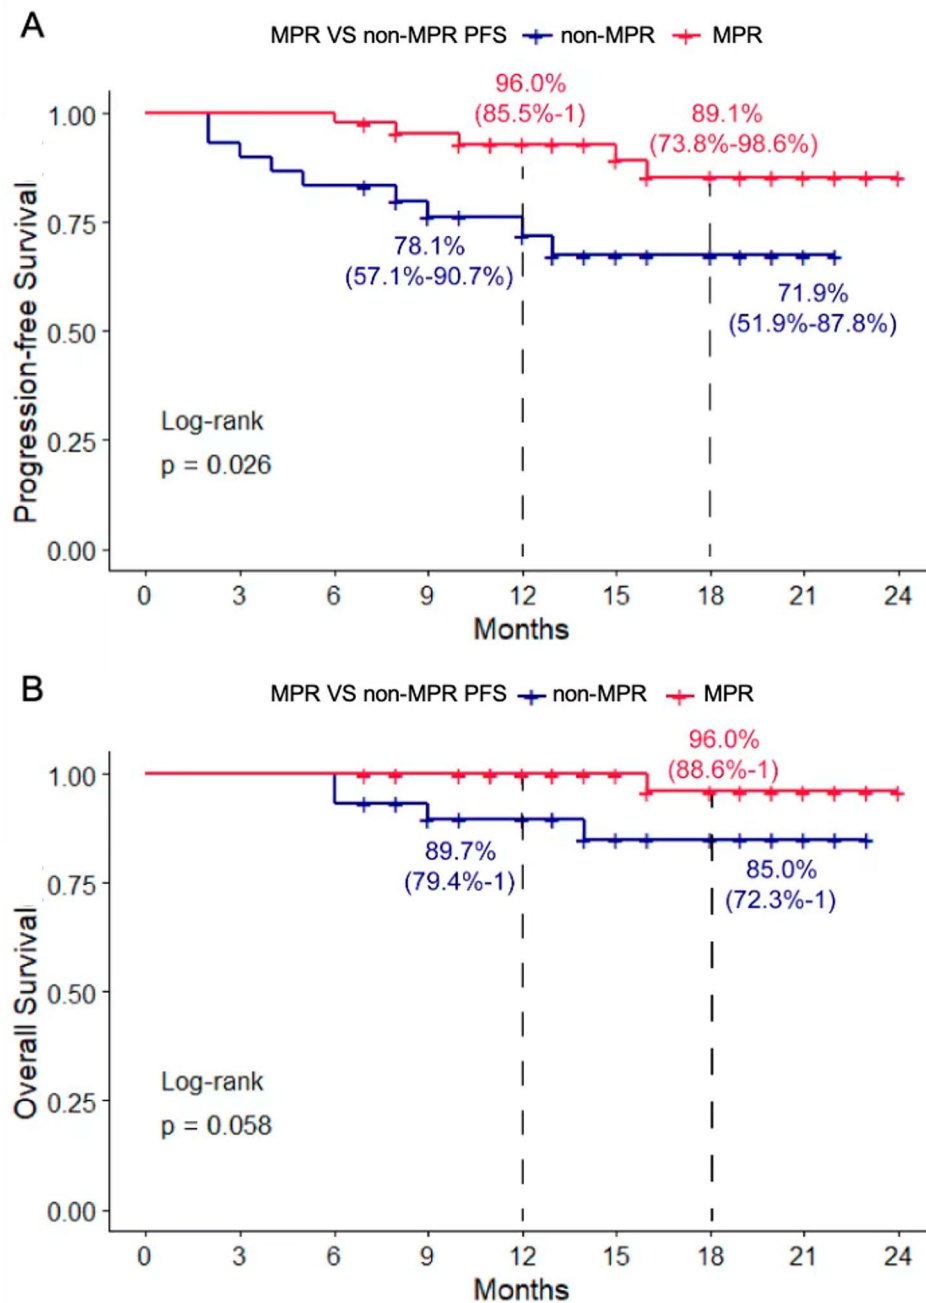 A
MPR VS non-MPR PFS non-MPR MPR
96.0%
(85.5%-1)
89.1%
(73.8%-98.6%)
78.1%
(57.1%-90.7%)
71.9%
(51.9%-87.8%)
Log-rank
p = 0.026
Progression-free Survival
1.00
0.75
0.50
0.25
0.00
0 3 6 9 12 15 18 21 24
Months
B
MPR VS non-MPR PFS non-MPR MPR
96.0%
(88.6%-1)
89.7%
(79.4%-1)
85.0%
(72.3%-1)
Log-rank
p = 0.058
Overall Survival
1.00
0.75
0.50
0.25
0.00
0 3 6 9 12 15 18 21 24
Months